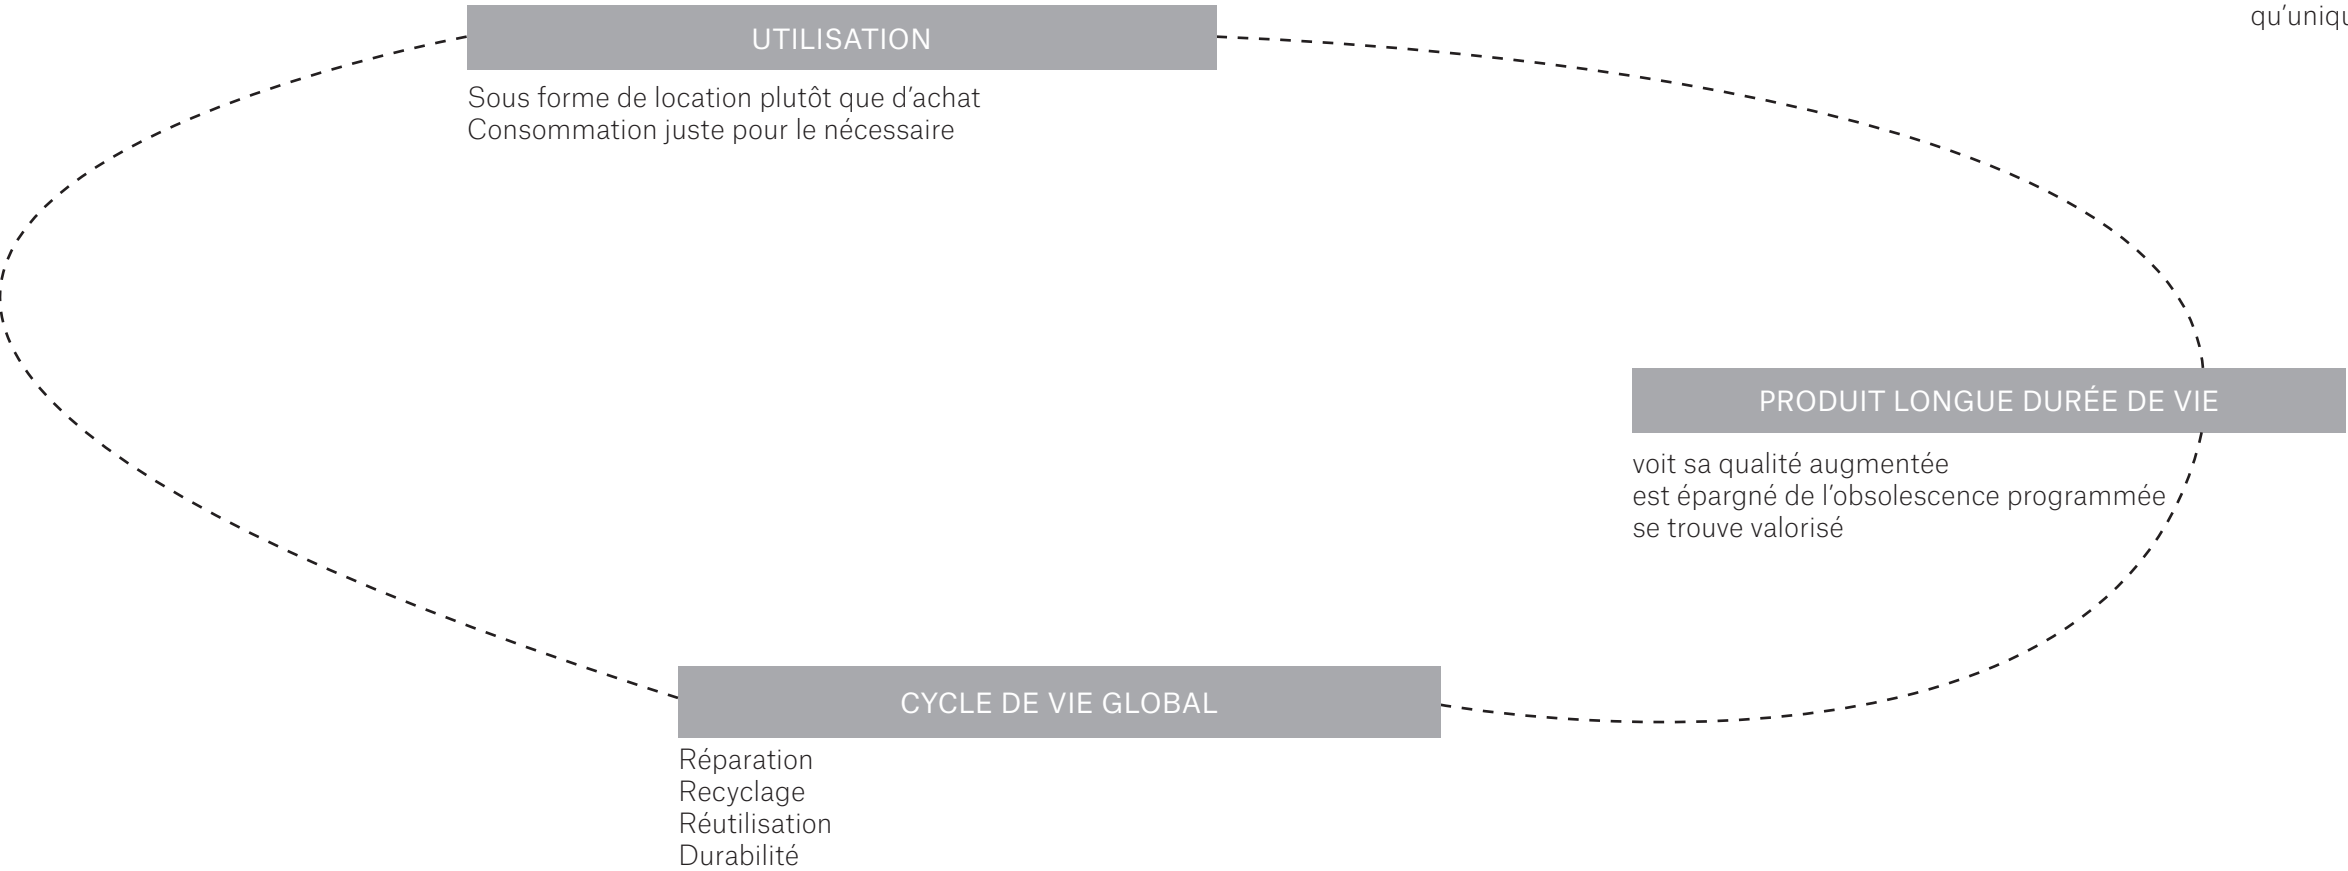 UTILISATION
Sous forme de location plutôt que d’achat
Consommation juste pour le nécessaire
PRODUIT LONGUE DURÉE DE VIE
voit sa qualité augmentée
est épargné de l’obsolescence programmée
se trouve valorisé
CYCLE DE VIE GLOBAL
Réparation
Recyclage
Réutilisation
Durabilité